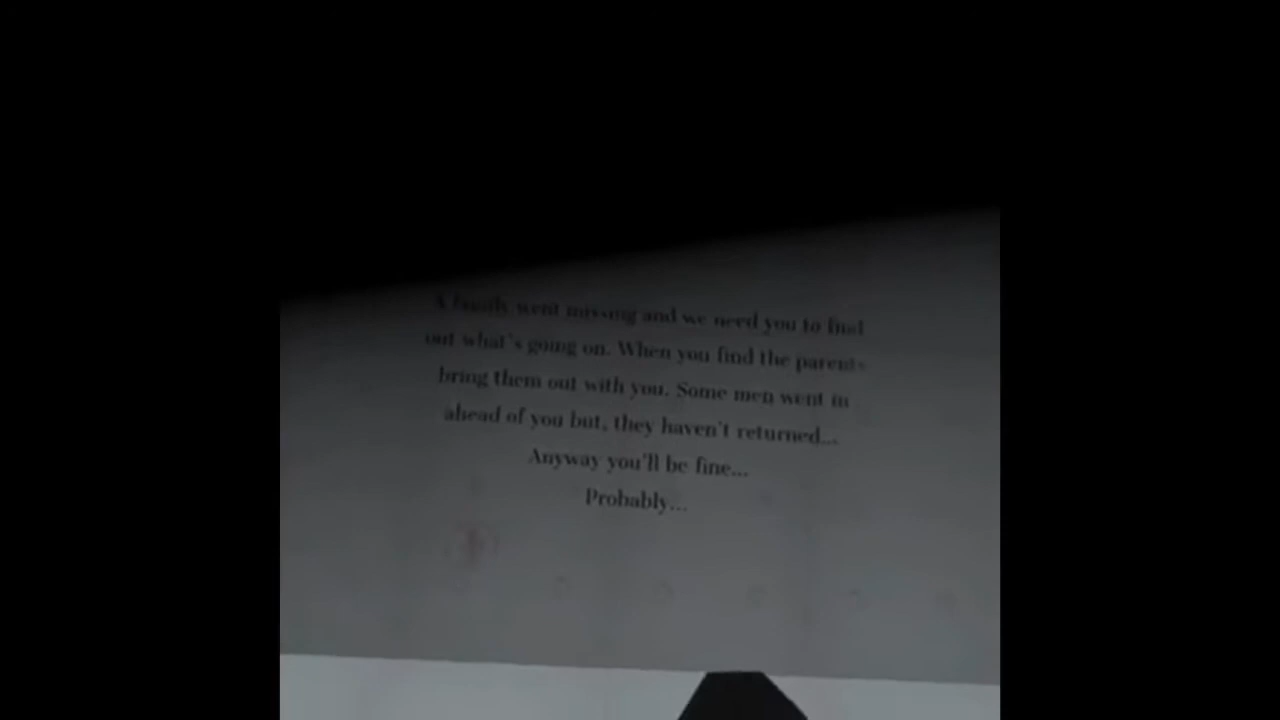 A family went missing and we need you to find
out what's going on. When you find the parents
bring them out with you. Some men went in
ahead of you but, they haven't returned...
Anyway you'll be fine...
Probably...